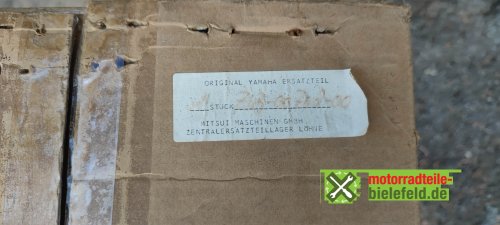 ORIGINAL YAMAHA ERSATZTEIL
STÜCK
MITSUI MASCHINEN GMBH.
ZENTRALERSATZTEILLAGER LÖHNE
motorradteile-
bielefeld.de